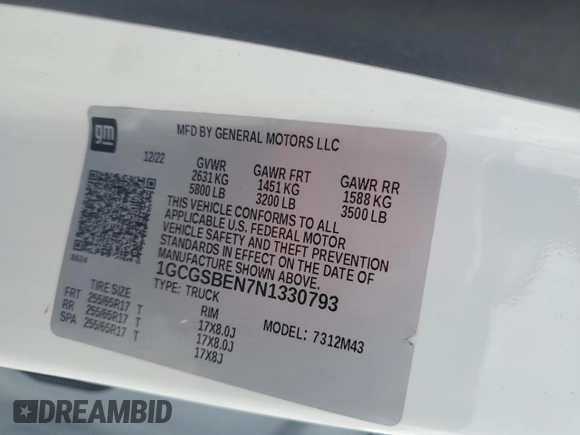 gm
MFD BY GENERAL MOTORS LLC
12/22
GVWR GAWR FRT GAWR RR
2631 KG 1451 KG 1588 KG
5800 LB 3200 LB 3500 LB
THIS VEHICLE CONFORMS TO ALL
APPLICABLE U.S. FEDERAL MOTOR
VEHICLE SAFETY AND THEFT PREVENTION
STANDARDS IN EFFECT ON THE DATE OF
MANUFACTURE SHOWN ABOVE.
8624
1GCGSBEN7N1330793
TYPE: TRUCK
TIRE SIZE RIM MODEL: 7312M43
FRT 255/65R17 T 17X8.0J
RR 255/65R17 T 17X8.0J
SPA 255/65R17 T 17X8J
DREAMBID